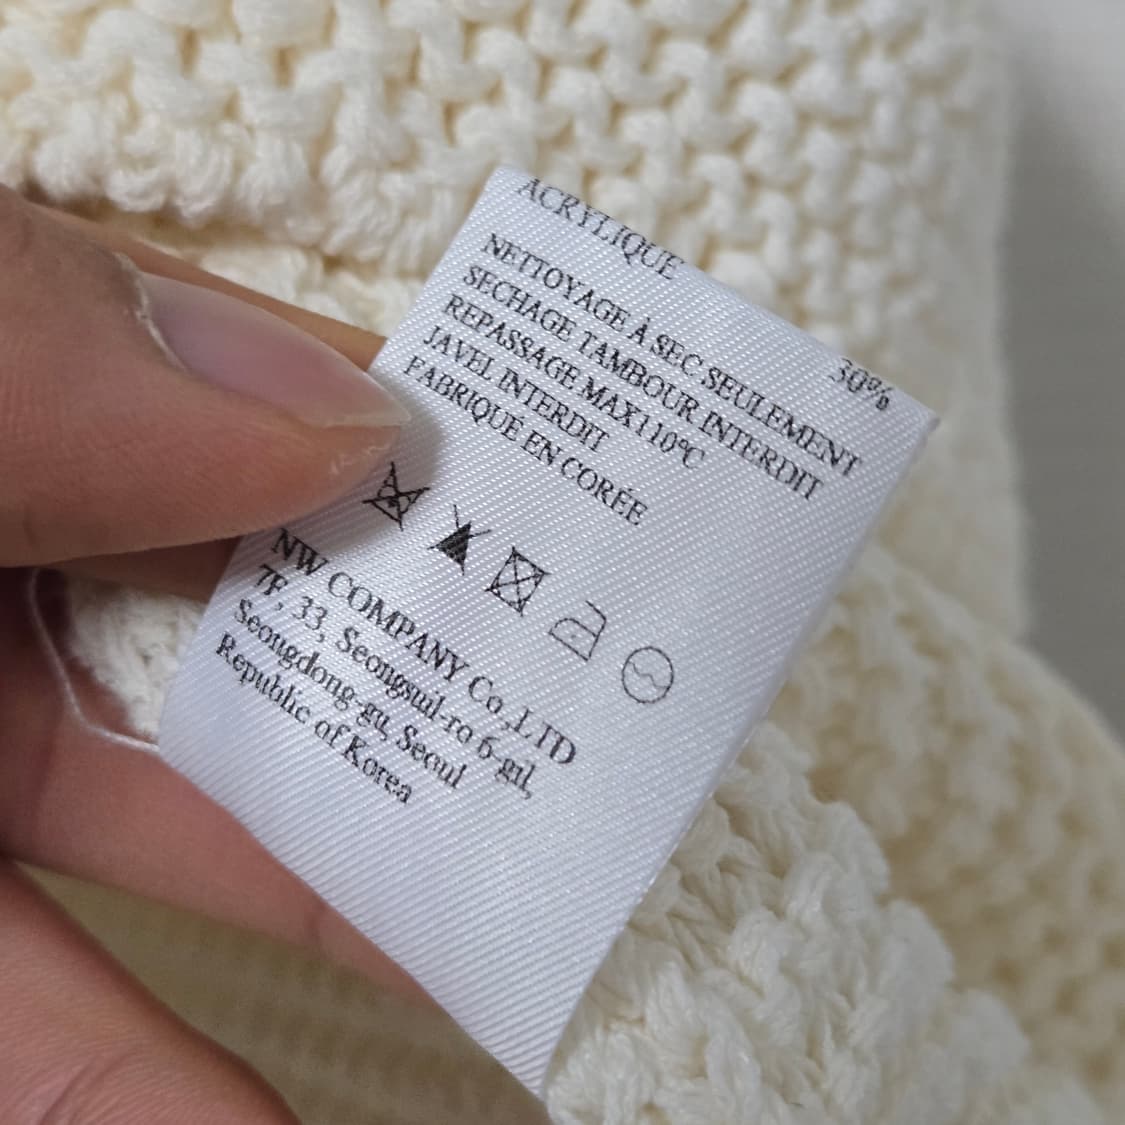 ACRYLIQUE 30%
NETTOYAGE À SEC SEULEMENT
SECHAGE TAMBOUR INTERDIT
REPASSAGE MAX110°C
JAVEL INTERDIT
FABRIQUÉ EN CORÉE
NW COMPANY Co.,LTD
7F, 33, Seongsuil-ro 6-gil,
Seongdong-gu, Seoul
Republic of Korea